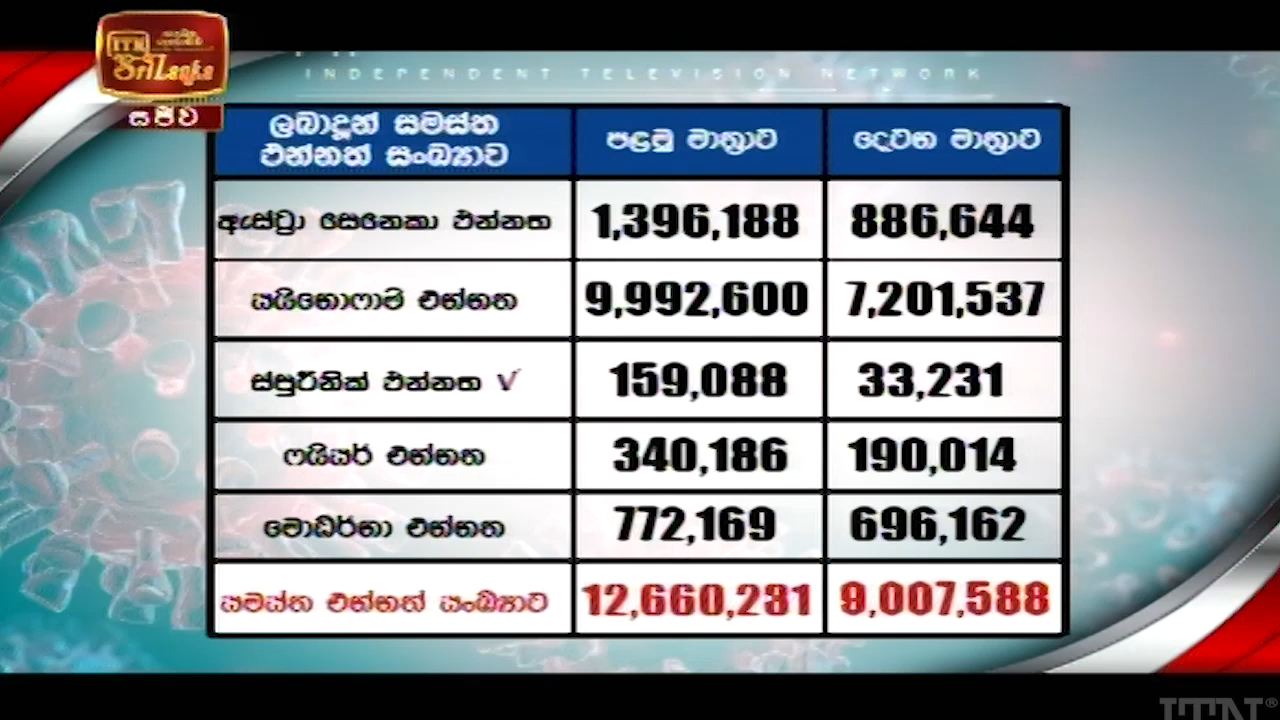 ITN
Sri Lanka
සජීව
INDEPENDENT TELEVISION NETWORK
ලබාදුන් සමස්ත
එන්නත් සංඛ්‍යාව
පළමු මාත්‍රාව
දෙවන මාත්‍රාව
ඇස්ට්‍රා සෙනෙකා එන්නත 1,396,188 886,644
සයිනොෆාම් එන්නත 9,992,600 7,201,537
ස්පුට්නික් එන්නත V 159,088 33,231
ෆයිසර් එන්නත 340,186 190,014
මොඩර්නා එන්නත 772,169 696,162
සමස්ත එන්නත් සංඛ්‍යාව 12,660,231 9,007,588
ITN